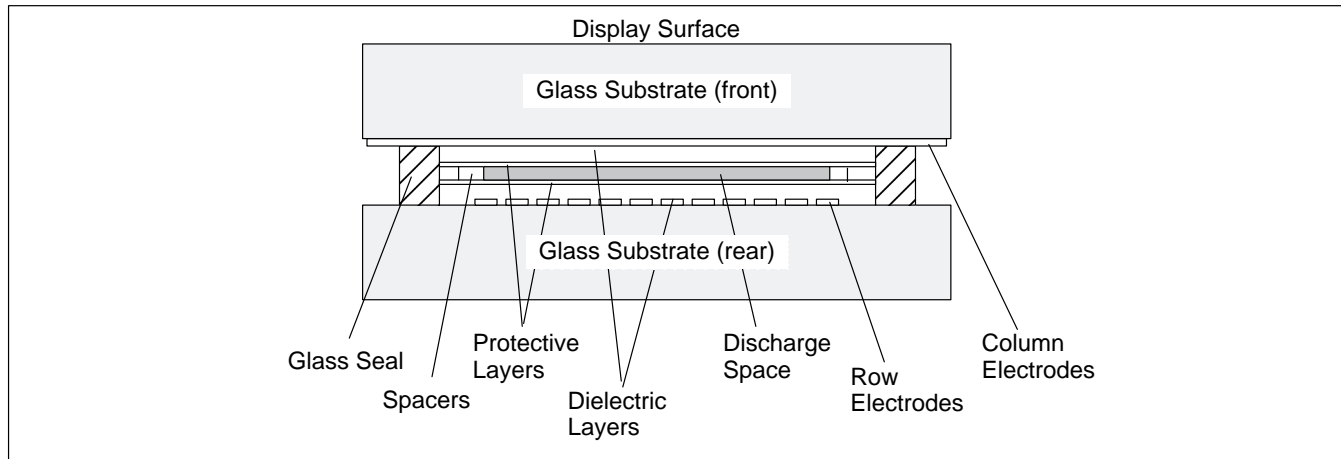 Display Surface
Glass Substrate (front)
Glass Substrate (rear)
Glass Seal
Spacers
Protective
Layers
Dielectric
Layers
Discharge
Space
Row
Electrodes
Column
Electrodes